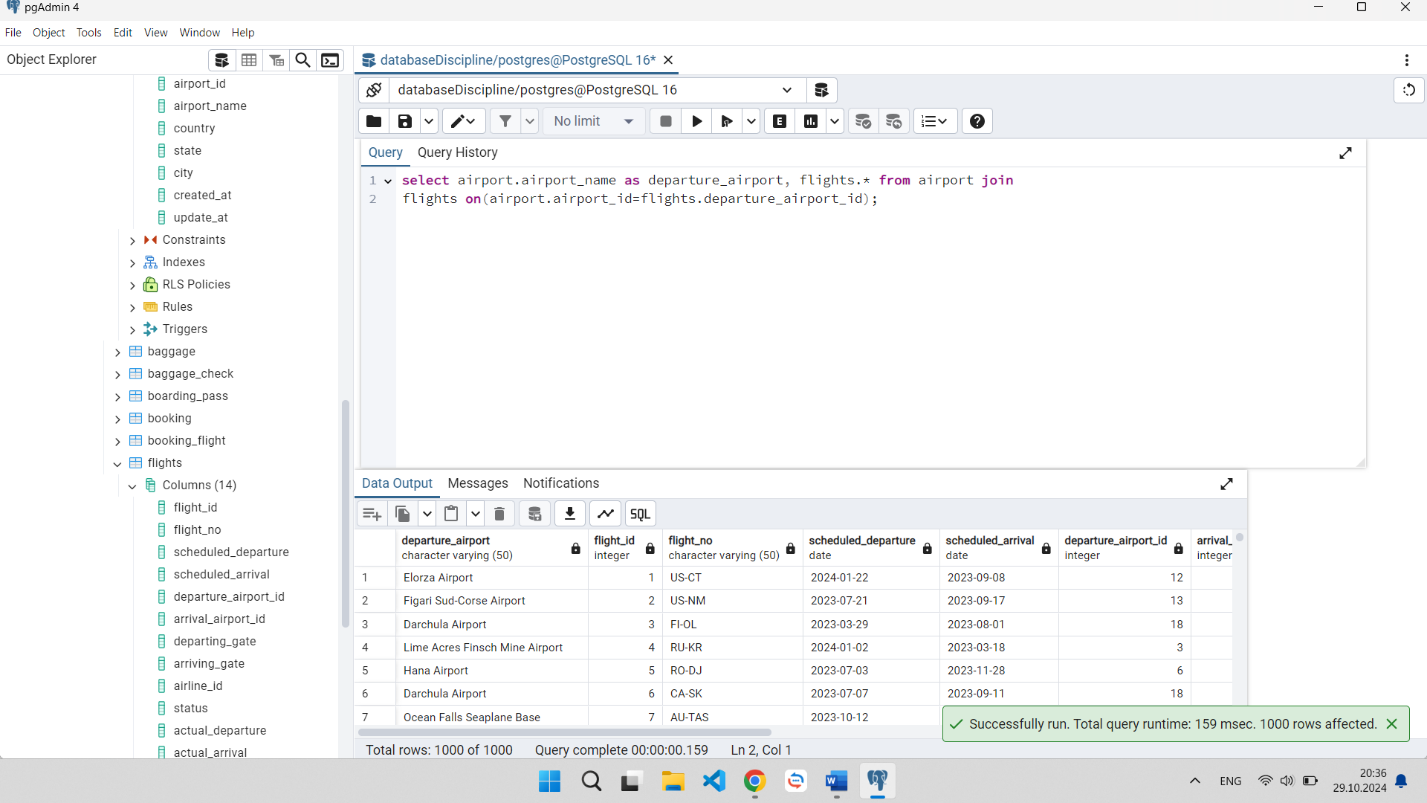 pgAdmin 4
File Object Tools Edit View Window Help
Object Explorer
databaseDiscipline/postgres@PostgreSQL 16*
databaseDiscipline/postgres@PostgreSQL 16
No limit
Query Query History
1 select airport.airport_name as departure_airport, flights.* from airport join
2 flights on(airport.airport_id=flights.departure_airport_id);
airport_id
airport_name
country
state
city
created_at
update_at
Constraints
Indexes
RLS Policies
Rules
Triggers
baggage
baggage_check
boarding_pass
booking
booking_flight
flights
Columns (14)
flight_id
flight_no
scheduled_departure
scheduled_arrival
departure_airport_id
arrival_airport_id
departing_gate
arriving_gate
airline_id
status
actual_departure
actual_arrival
Data Output Messages Notifications
SQL
departure_airport flight_id flight_no scheduled_departure scheduled_arrival departure_airport_id arrival_
character varying (50) integer character varying (50) date date integer integer
1 Elorza Airport 1 US-CT 2024-01-22 2023-09-08 12
2 Figari Sud-Corse Airport 2 US-NM 2023-07-21 2023-09-17 13
3 Darchula Airport 3 FI-OL 2023-03-29 2023-08-01 18
4 Lime Acres Finsch Mine Airport 4 RU-KR 2024-01-02 2023-03-18 3
5 Hana Airport 5 RO-DJ 2023-07-03 2023-11-28 6
6 Darchula Airport 6 CA-SK 2023-07-07 2023-09-11 18
7 Ocean Falls Seaplane Base 7 AU-TAS 2023-10-12
Successfully run. Total query runtime: 159 msec. 1000 rows affected.
Total rows: 1000 of 1000 Query complete 00:00:00.159 Ln 2, Col 1
ENG
20:36
29.10.2024